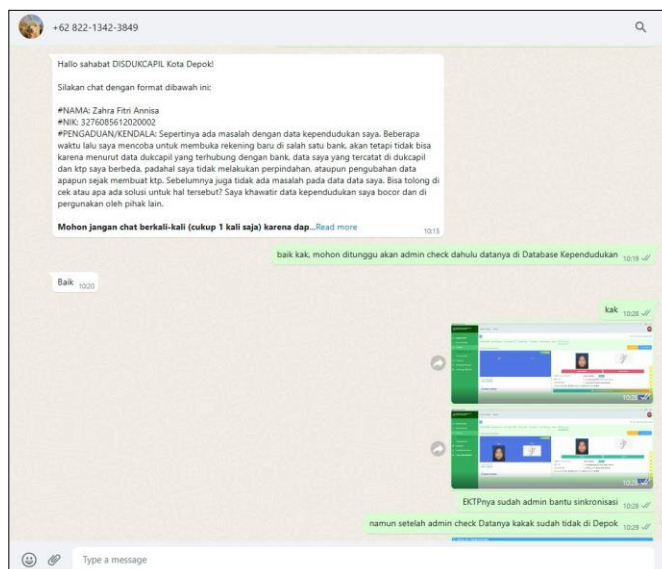 +62 822-1342-3849
Hallo sahabat DISDUKCAPIL Kota Depok!
Silakan chat dengan format dibawah ini:
#NAMA: Zahra Fitri Annisa
#NIK: 3276085612020002
#PENGADUAN/KENDALA: Sepertinya ada masalah dengan data kependudukan saya. Beberapa
waktu lalu saya mencoba untuk membuka rekening baru di salah satu bank, akan tetapi tidak bisa
karena menurut data dukcapil yang terhubung dengan bank, data saya yang tercatat di dukcapil
dan ktp saya berbeda, padahal saya tidak melakukan perpindahan, ataupun pengubahan data
apapun sejak membuat ktp. Sebelumnya juga tidak ada masalah pada data data saya. Bisa tolong di
cek atau apa ada solusi untuk hal tersebut? Saya khawatir data kependudukan saya bocor dan di
pergunakan oleh pihak lain.
Mohon jangan chat berkali-kali (cukup 1 kali saja) karena dap...Read more
10:15
baik kak, mohon ditunggu akan admin check dahulu datanya di Database Kependudukan 10:19
Baik 10:20
kak 10:28
10:28
10:28
EKTPnya sudah admin bantu sinkronisasi 10:28
namun setelah admin check Datanya kakak sudah tidak di Depok 10:29
Type a message